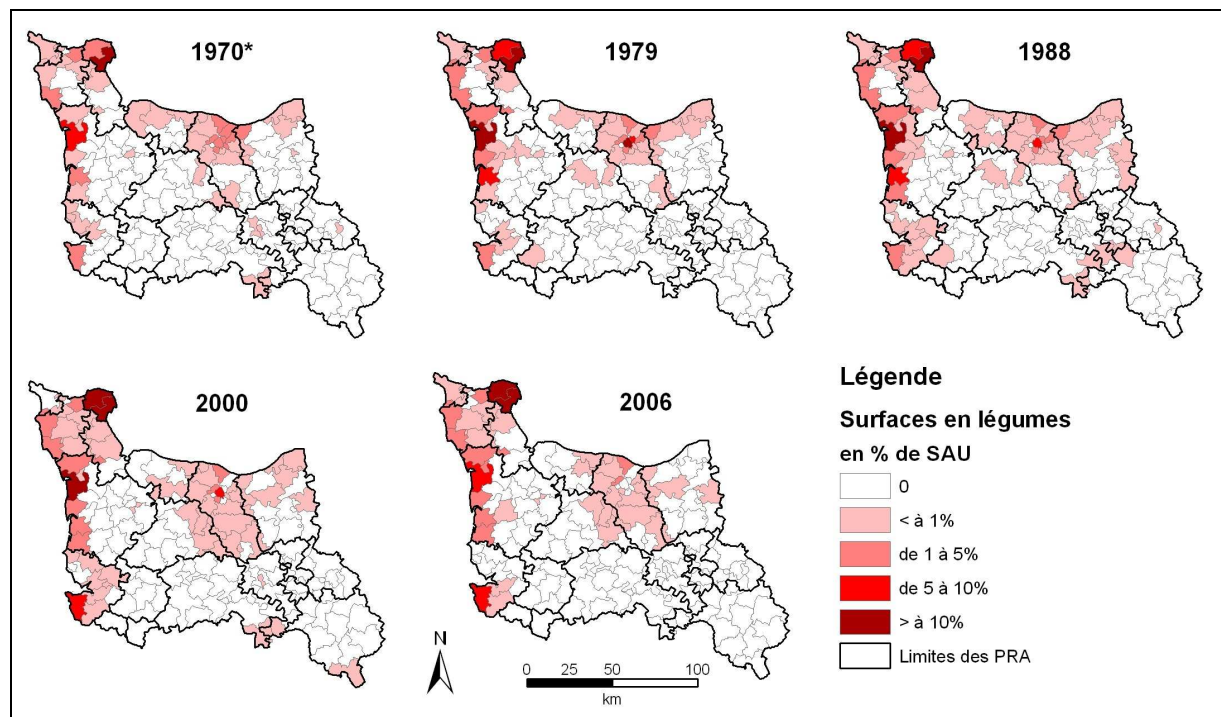 1970*
1979
1988
2000
2006
Légende
Surfaces en légumes
en % de SAU
0
< à 1%
de 1 à 5%
de 5 à 10%
> à 10%
Limites des PRA
N
0 25 50 100
km